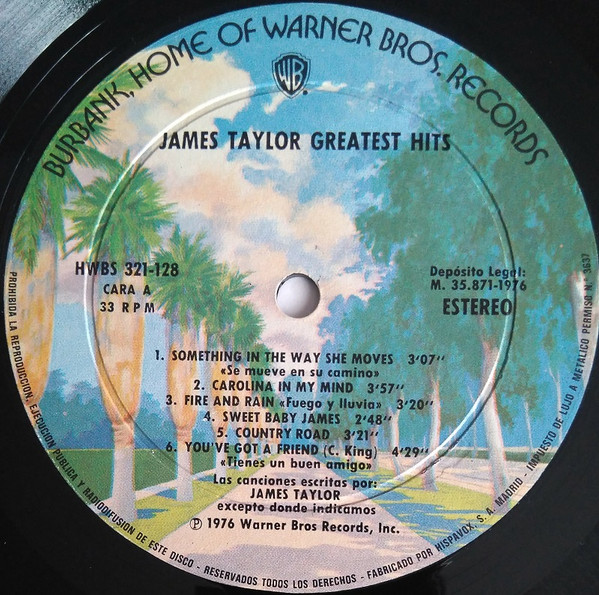 BURBANK, HOME OF WARNER BROS. RECORDS
WB
JAMES TAYLOR GREATEST HITS
HWBS 321-128
CARA A
33 RPM
Depósito Legal:
M. 35.871-1976
ESTEREO
1. SOMETHING IN THE WAY SHE MOVES 3'07''
«Se mueve en su camino»
2. CAROLINA IN MY MIND 3'57''
3. FIRE AND RAIN «Fuego y lluvia» 3'20''
4. SWEET BABY JAMES 2'48''
5. COUNTRY ROAD 3'21''
6. YOU'VE GOT A FRIEND (C. King) 4'29''
«Tienes un buen amigo»
Las canciones escritas por:
JAMES TAYLOR
excepto donde indicamos
Ⓟ 1976 Warner Bros Records, Inc.
PROHIBIDA LA REPRODUCCION, EJECUCION PUBLICA Y RADIODIFUSION DE ESTE DISCO - RESERVADOS TODOS LOS DERECHOS - FABRICADO POR HISPAVOX, S. A. MADRID - IMPUESTO DE LUJO A METALICO PERMISO N.º 3637